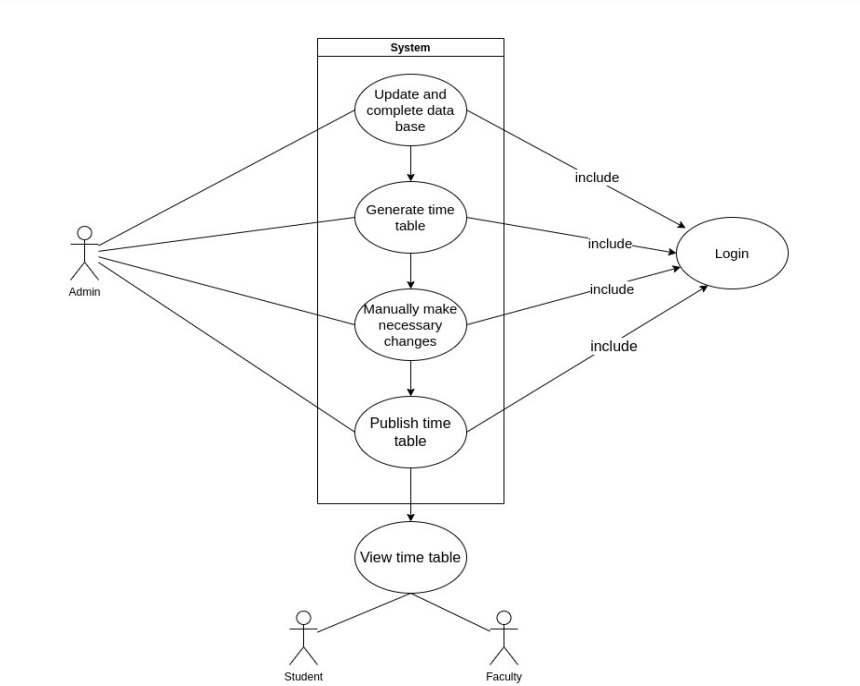 System
Update and
complete data
base
include
Generate time
table
include
Login
Admin
include
Manually make
necessary
changes
include
Publish time
table
View time table
Student
Faculty